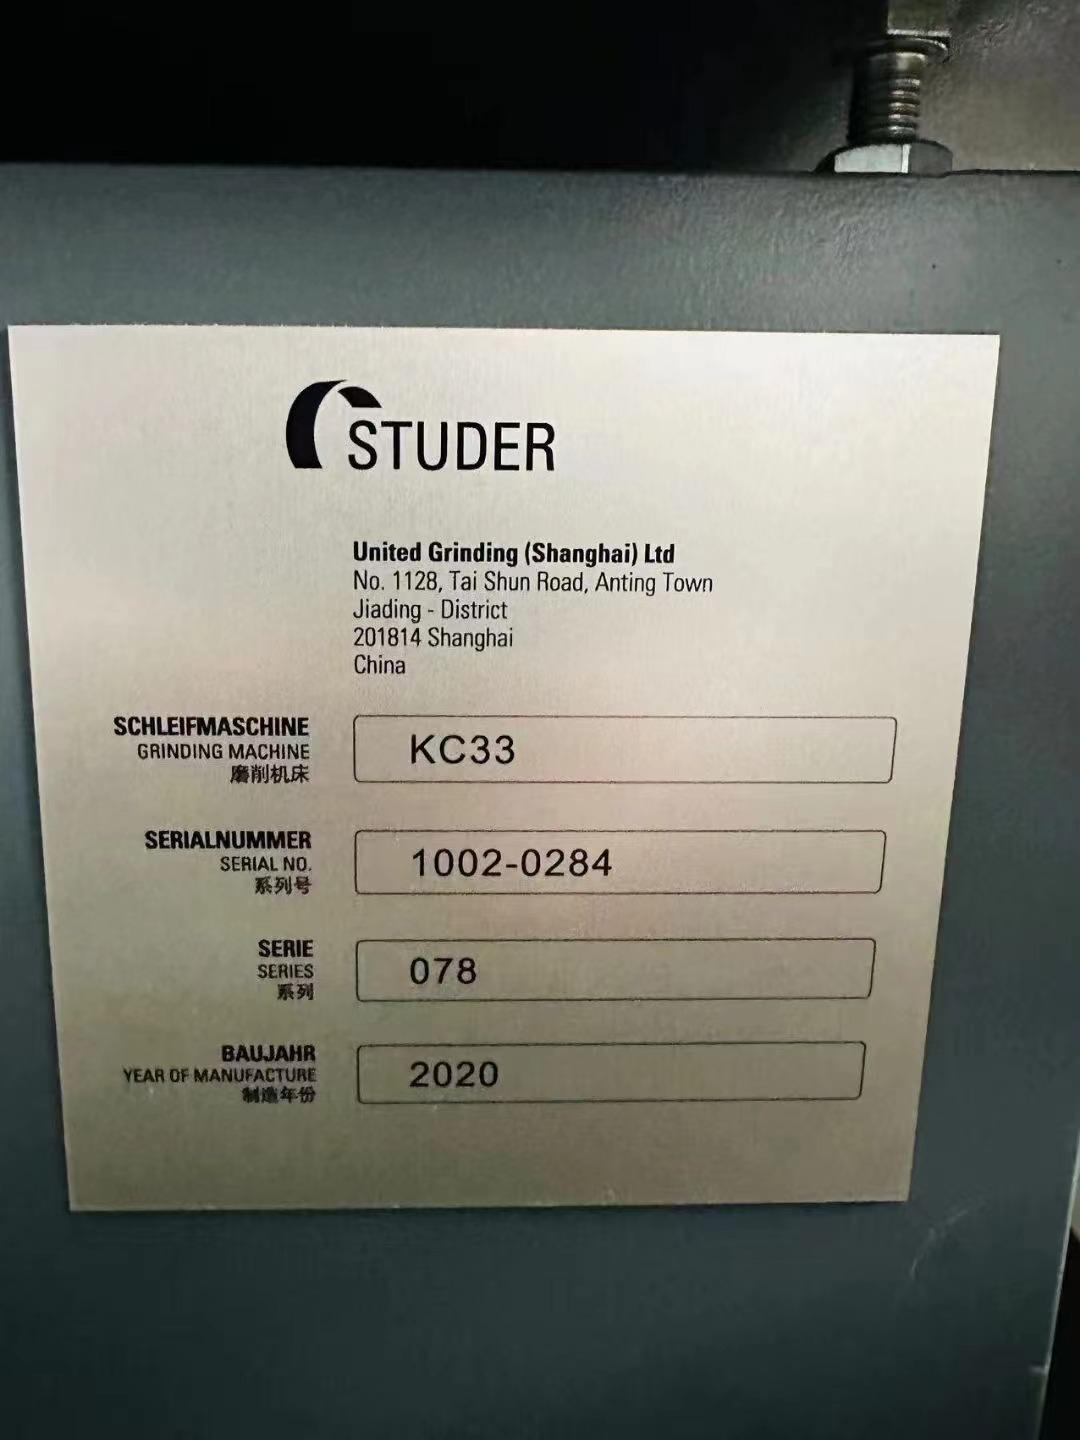 STUDER
United Grinding (Shanghai) Ltd
No. 1128, Tai Shun Road, Anting Town
Jiading - District
201814 Shanghai
China
SCHLEIFMASCHINE
GRINDING MACHINE
磨削机床
KC33
SERIALNUMMER
SERIAL NO.
系列号
1002-0284
SERIE
SERIES
系列
078
BAUJAHR
YEAR OF MANUFACTURE
制造年份
2020